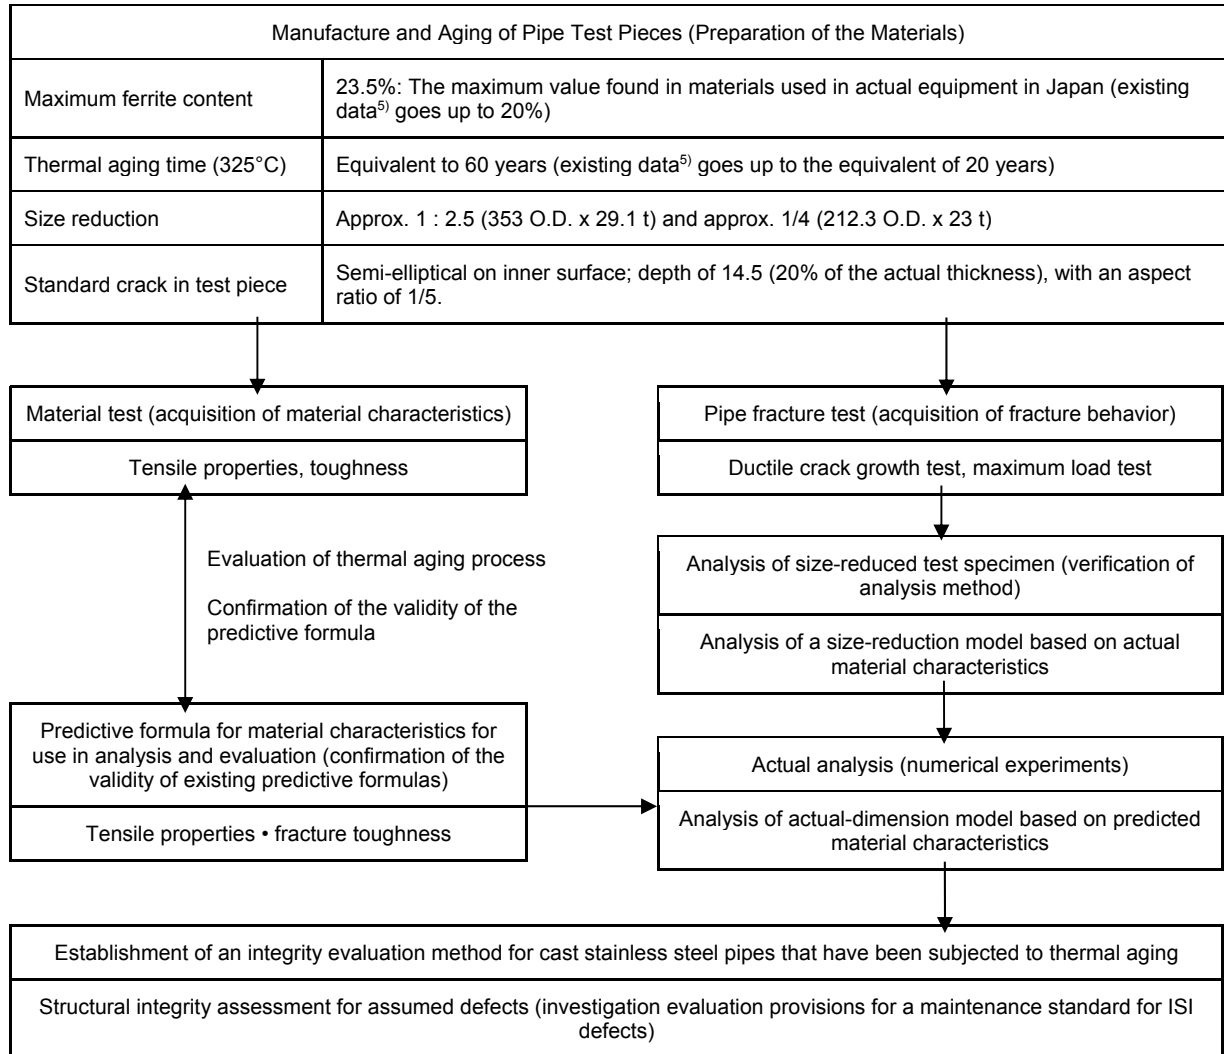 Manufacture and Aging of Pipe Test Pieces (Preparation of the Materials)
Maximum ferrite content
23.5%: The maximum value found in materials used in actual equipment in Japan (existing
data5) goes up to 20%)
Thermal aging time (325°C)
Equivalent to 60 years (existing data5) goes up to the equivalent of 20 years)
Size reduction
Approx. 1 : 2.5 (353 O.D. x 29.1 t) and approx. 1/4 (212.3 O.D. x 23 t)
Standard crack in test piece
Semi-elliptical on inner surface; depth of 14.5 (20% of the actual thickness), with an aspect
ratio of 1/5.
Material test (acquisition of material characteristics)
Tensile properties, toughness
Pipe fracture test (acquisition of fracture behavior)
Ductile crack growth test, maximum load test
Evaluation of thermal aging process
Confirmation of the validity of the
predictive formula
Analysis of size-reduced test specimen (verification of
analysis method)
Analysis of a size-reduction model based on actual
material characteristics
Predictive formula for material characteristics for
use in analysis and evaluation (confirmation of the
validity of existing predictive formulas)
Tensile properties • fracture toughness
Actual analysis (numerical experiments)
Analysis of actual-dimension model based on predicted
material characteristics
Establishment of an integrity evaluation method for cast stainless steel pipes that have been subjected to thermal aging
Structural integrity assessment for assumed defects (investigation evaluation provisions for a maintenance standard for ISI
defects)